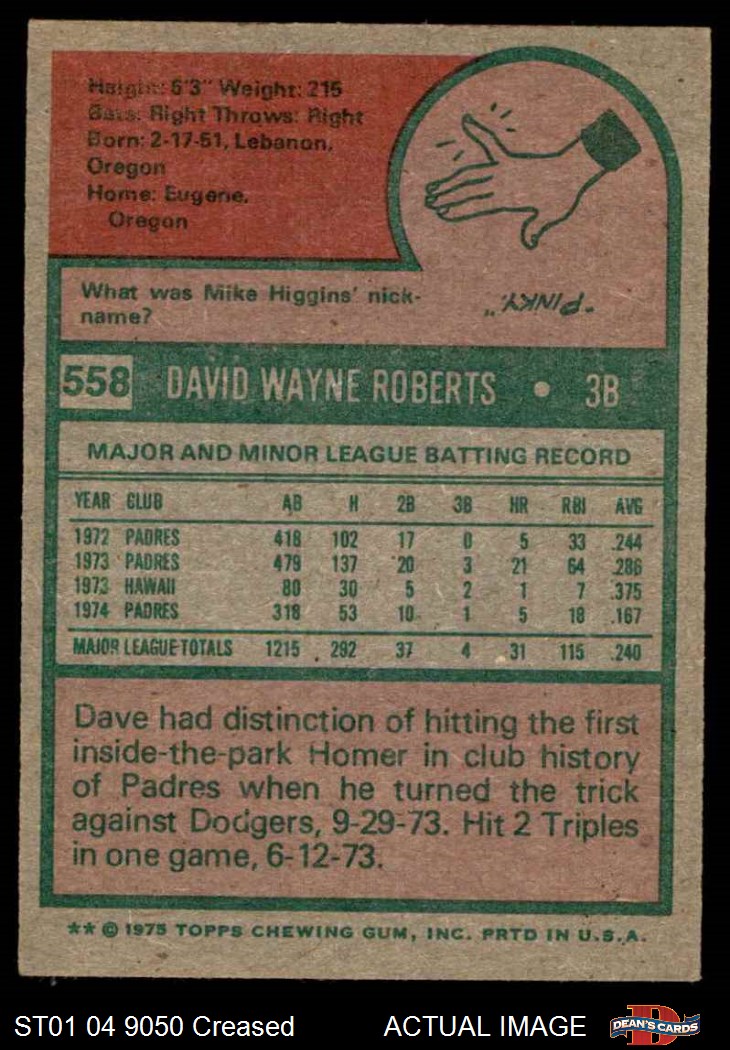 Height: 6'3" Weight: 215
Bats: Right Throws: Right
Born: 2-17-51, Lebanon,
Oregon
Home: Eugene,
Oregon
What was Mike Higgins' nick-
name?
"PINKY."
558 DAVID WAYNE ROBERTS • 3B
MAJOR AND MINOR LEAGUE BATTING RECORD
YEAR CLUB AB H 2B 3B HR RBI AVG
1972 PADRES 418 102 17 0 5 33 .244
1973 PADRES 479 137 20 3 21 64 .286
1973 HAWAII 80 30 5 2 1 7 .375
1974 PADRES 318 53 10 1 5 18 .167
MAJOR LEAGUE TOTALS 1215 292 37 4 31 115 .240
Dave had distinction of hitting the first
inside-the-park Homer in club history
of Padres when he turned the trick
against Dodgers, 9-29-73. Hit 2 Triples
in one game, 6-12-73.
** © 1975 TOPPS CHEWING GUM, INC. PRTD IN U.S.A.
ST01 04 9050 Creased ACTUAL IMAGE
D
DEAN'S CARDS